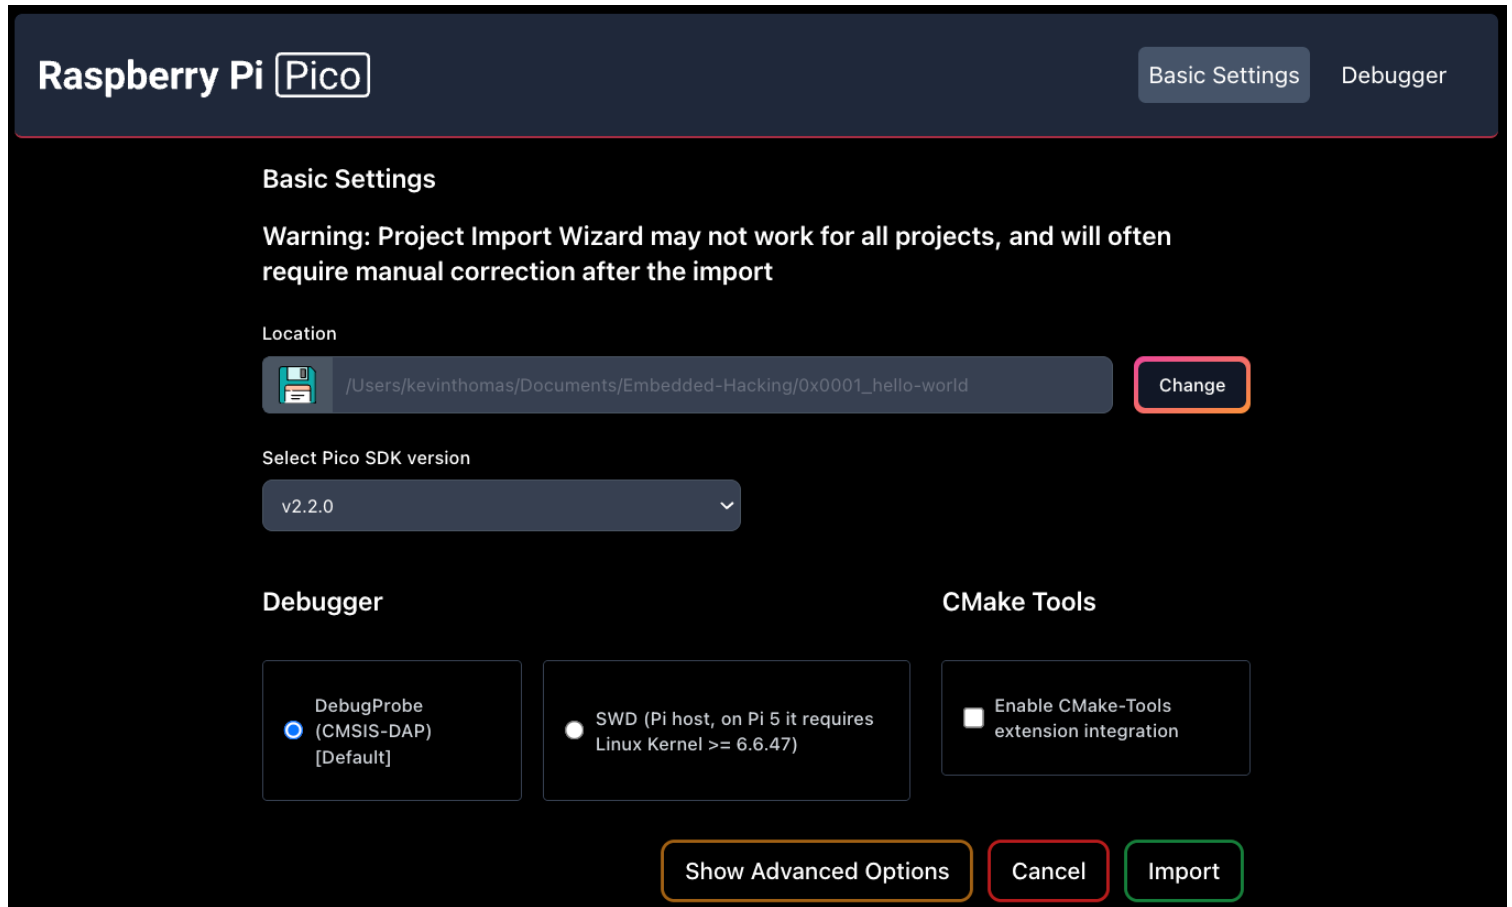 Raspberry Pi Pico
Basic Settings
Debugger
Basic Settings
Warning: Project Import Wizard may not work for all projects, and will often
require manual correction after the import
Location
/Users/kevinthomas/Documents/Embedded-Hacking/0x0001_hello-world
Change
Select Pico SDK version
v2.2.0
Debugger
DebugProbe
(CMSIS-DAP)
[Default]
SWD (Pi host, on Pi 5 it requires
Linux Kernel >= 6.6.47)
CMake Tools
Enable CMake-Tools
extension integration
Show Advanced Options
Cancel
Import